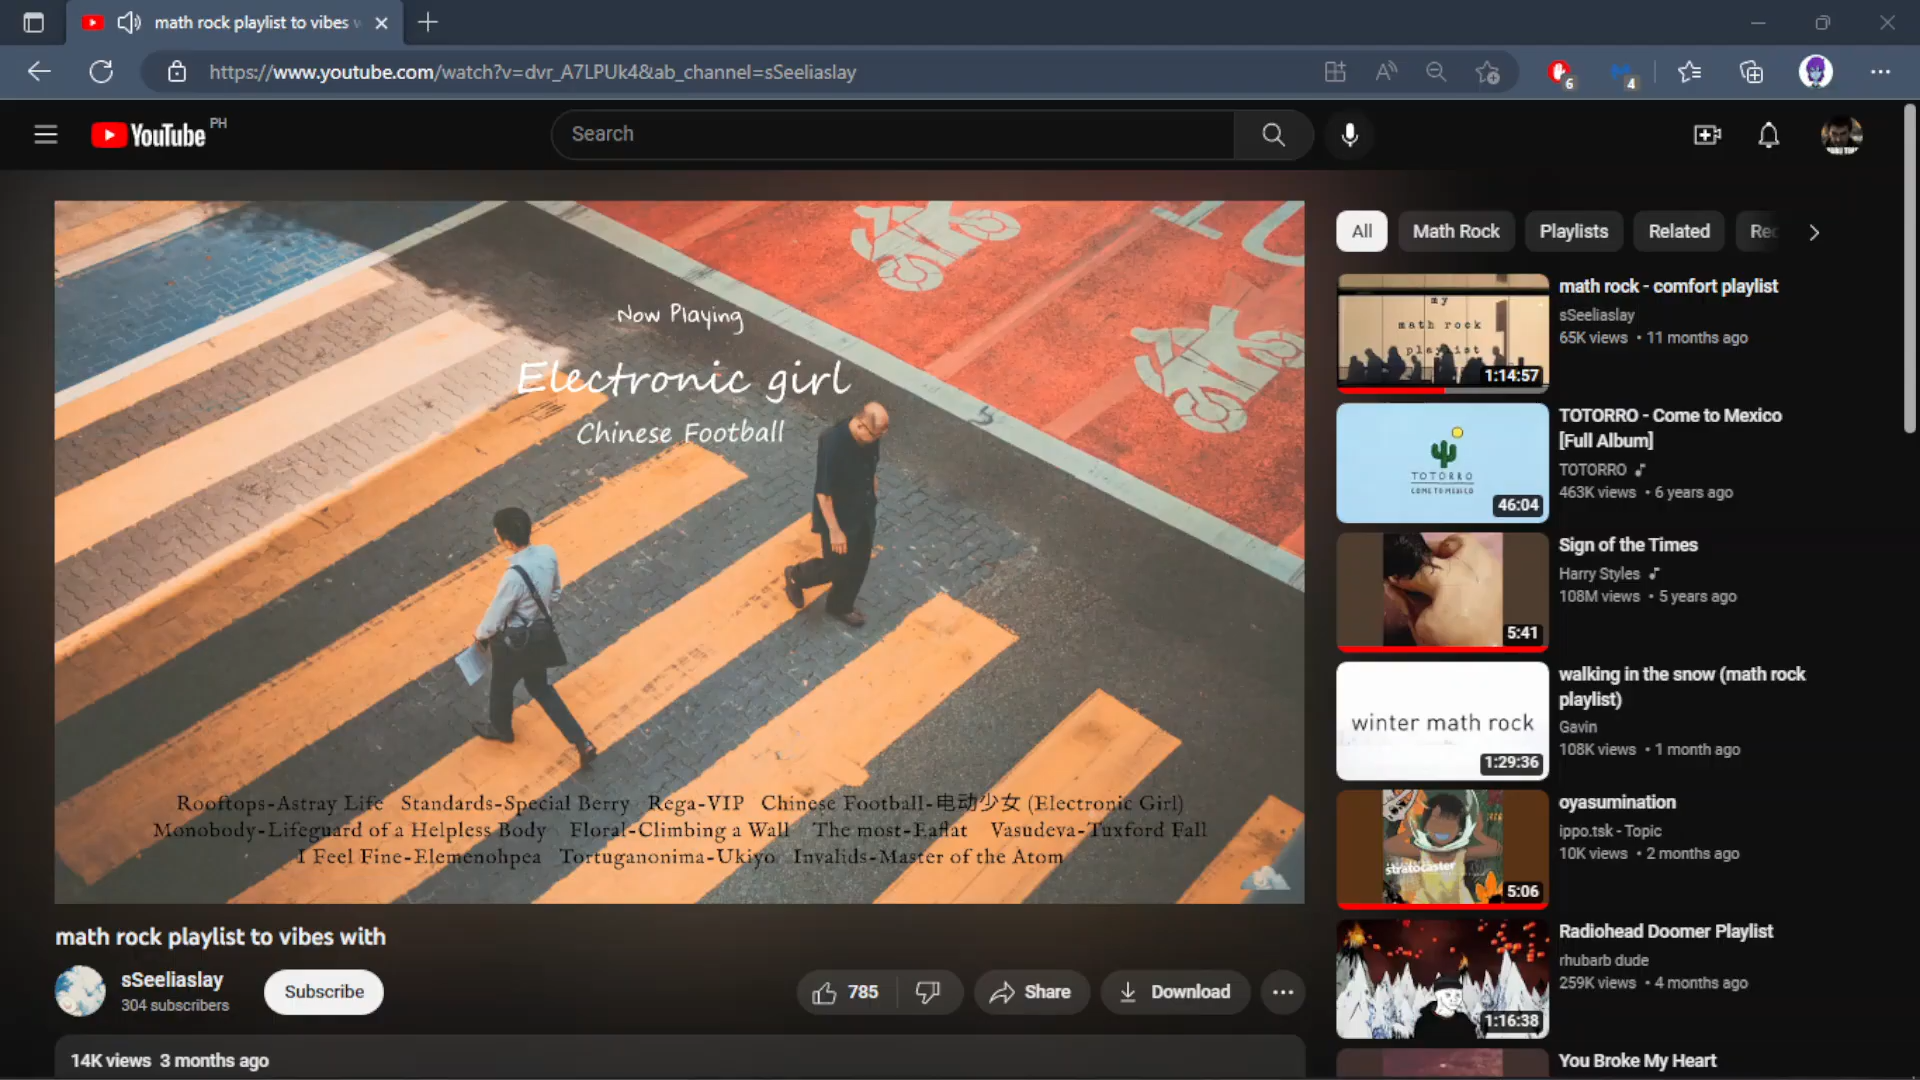 math rock playlist to vibes
https://www.youtube.com/watch?v=dvr_A7LPUk4&ab_channel=sSeeliaslay
6
4
YouTube PH
Search
Now Playing
Electronic girl
Chinese Football
Rooftops-Astray Life Standards-Special Berry Rega-VIP Chinese Football-电动少女 (Electronic Girl)
Monobody-Lifeguard of a Helpless Body Floral-Climbing a Wall The most-Eaflat Vasudeva-Tuxford Fall
I Feel Fine-Elemenohpea Tortuganonima-Ukiyo Invalids-Master of the Atom
math rock playlist to vibes with
sSeeliaslay
304 subscribers
Subscribe
785
Share
Download
14K views 3 months ago
All
Math Rock
Playlists
Related
Rec
my
math rock
playlist
1:14:57
math rock - comfort playlist
sSeeliaslay
65K views • 11 months ago
TOTORRO
COME TO MEXICO
46:04
TOTORRO - Come to Mexico
[Full Album]
TOTORRO
463K views • 6 years ago
5:41
Sign of the Times
Harry Styles
108M views • 5 years ago
winter math rock
1:29:36
walking in the snow (math rock
playlist)
Gavin
108K views • 1 month ago
stratocaster
5:06
oyasumination
ippo.tsk - Topic
10K views • 2 months ago
1:16:38
Radiohead Doomer Playlist
rhubarb dude
259K views • 4 months ago
You Broke My Heart